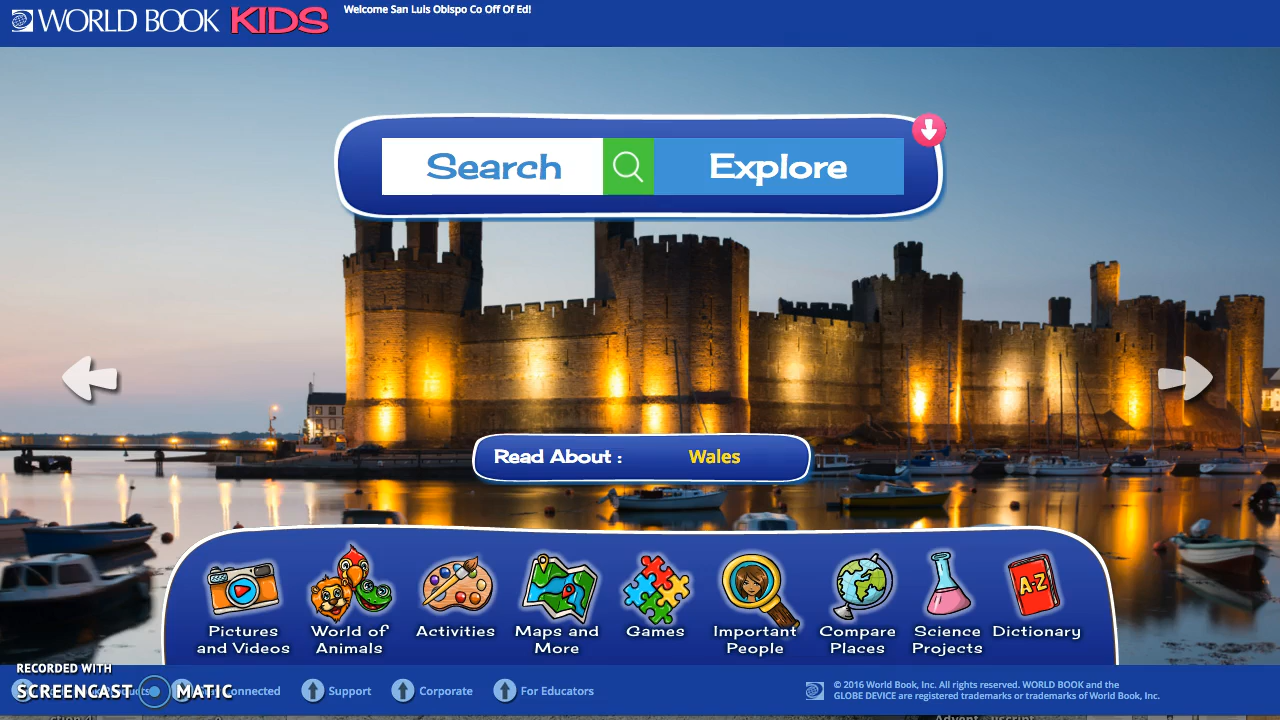 WORLD BOOK KIDS
Welcome San Luis Obispo Co Off Of Ed!
Search
Explore
Read About :
Wales
Pictures
and Videos
World of
Animals
Activities
Maps and
More
Games
Important
People
Compare
Places
Science
Projects
Dictionary
A-Z
RECORDED WITH
SCREENCAST MATIC
Support
Corporate
For Educators
© 2016 World Book, Inc. All rights reserved. WORLD BOOK and the
GLOBE DEVICE are registered trademarks or trademarks of World Book, Inc.